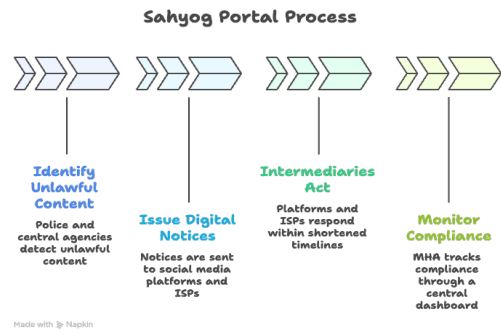 Sahyog Portal Process
Identify
Unlawful
Content
Police and
central agencies
detect unlawful
content
Issue Digital
Notices
Notices are sent
to social media
platforms and
ISPs
Intermediaries
Act
Platforms and
ISPs respond
within shortened
timelines
Monitor
Compliance
MHA tracks
compliance
through a
central
dashboard
Made with Napkin